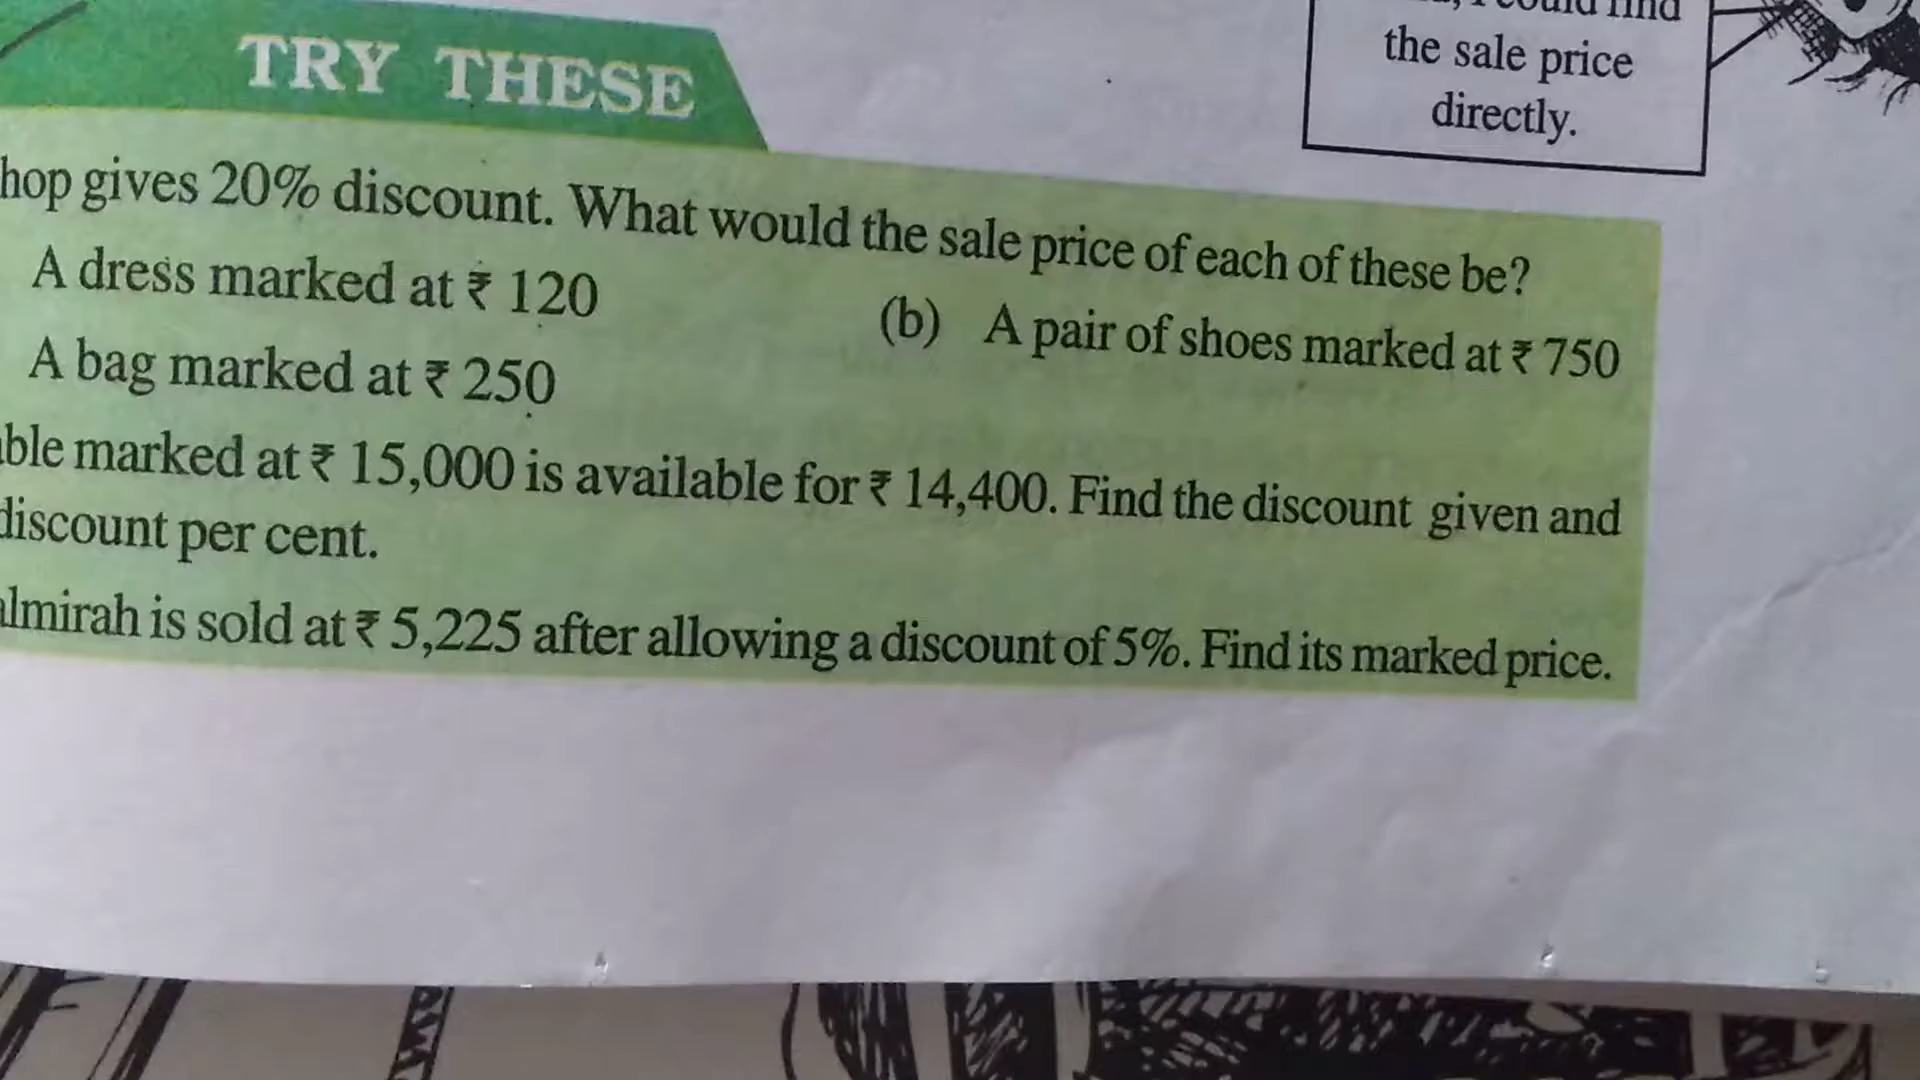 the sale price
directly.
TRY THESE
hop gives 20% discount. What would the sale price of each of these be?
A dress marked at ₹ 120
(b) A pair of shoes marked at ₹ 750
A bag marked at ₹ 250
ble marked at ₹ 15,000 is available for ₹ 14,400. Find the discount given and
discount per cent.
lmirah is sold at ₹ 5,225 after allowing a discount of 5%. Find its marked price.